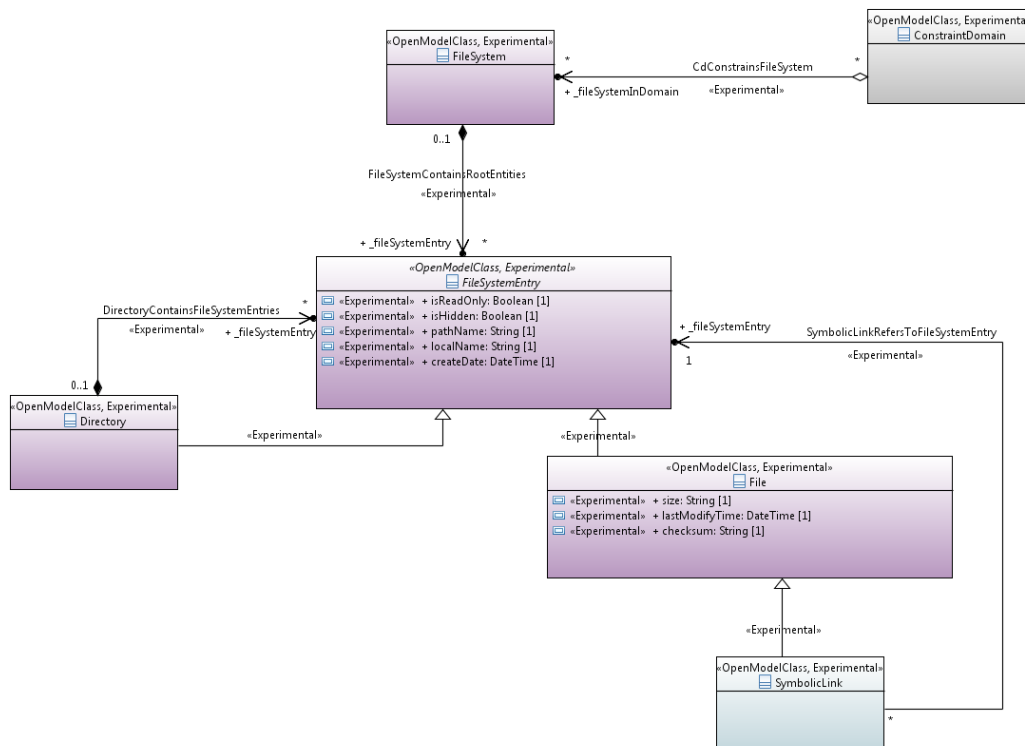 «OpenModelClass, Experimental»
FileSystem
«OpenModelClass, Experimenta
ConstraintDomain
*
CdConstrainsFileSystem
*
+ _fileSystemInDomain
«Experimental»
0..1
FileSystemContainsRootEntities
«Experimental»
+ _fileSystemEntry
*
«OpenModelClass, Experimental»
FileSystemEntry
«Experimental» + isReadOnly: Boolean [1]
«Experimental» + isHidden: Boolean [1]
«Experimental» + pathName: String [1]
«Experimental» + localName: String [1]
«Experimental» + createDate: DateTime [1]
DirectoryContainsFileSystemEntries
*
«Experimental»
+ _fileSystemEntry
0..1
+ _fileSystemEntry
SymbolicLinkRefersToFileSystemEntry
1
«Experimental»
«OpenModelClass, Experimental»
Directory
«Experimental»
«Experimental»
«OpenModelClass, Experimental»
File
«Experimental» + size: String [1]
«Experimental» + lastModifyTime: DateTime [1]
«Experimental» + checksum: String [1]
«Experimental»
«OpenModelClass, Experimental»
SymbolicLink
*